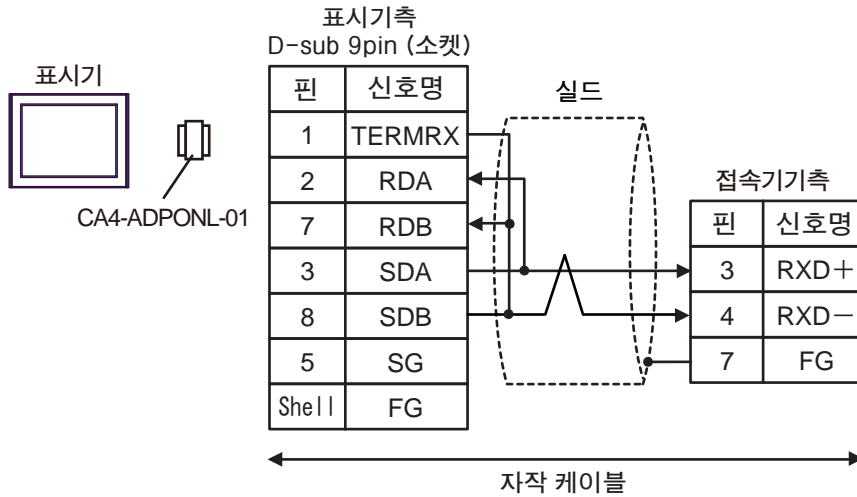 표시기측
D-sub 9pin (소켓)
표시기
CA4-ADPONL-01
핀 신호명
1 TERMRX
2 RDA
7 RDB
3 SDA
8 SDB
5 SG
Shell FG
실드
접속기기측
핀 신호명
3 RXD+
4 RXD−
7 FG
자작 케이블